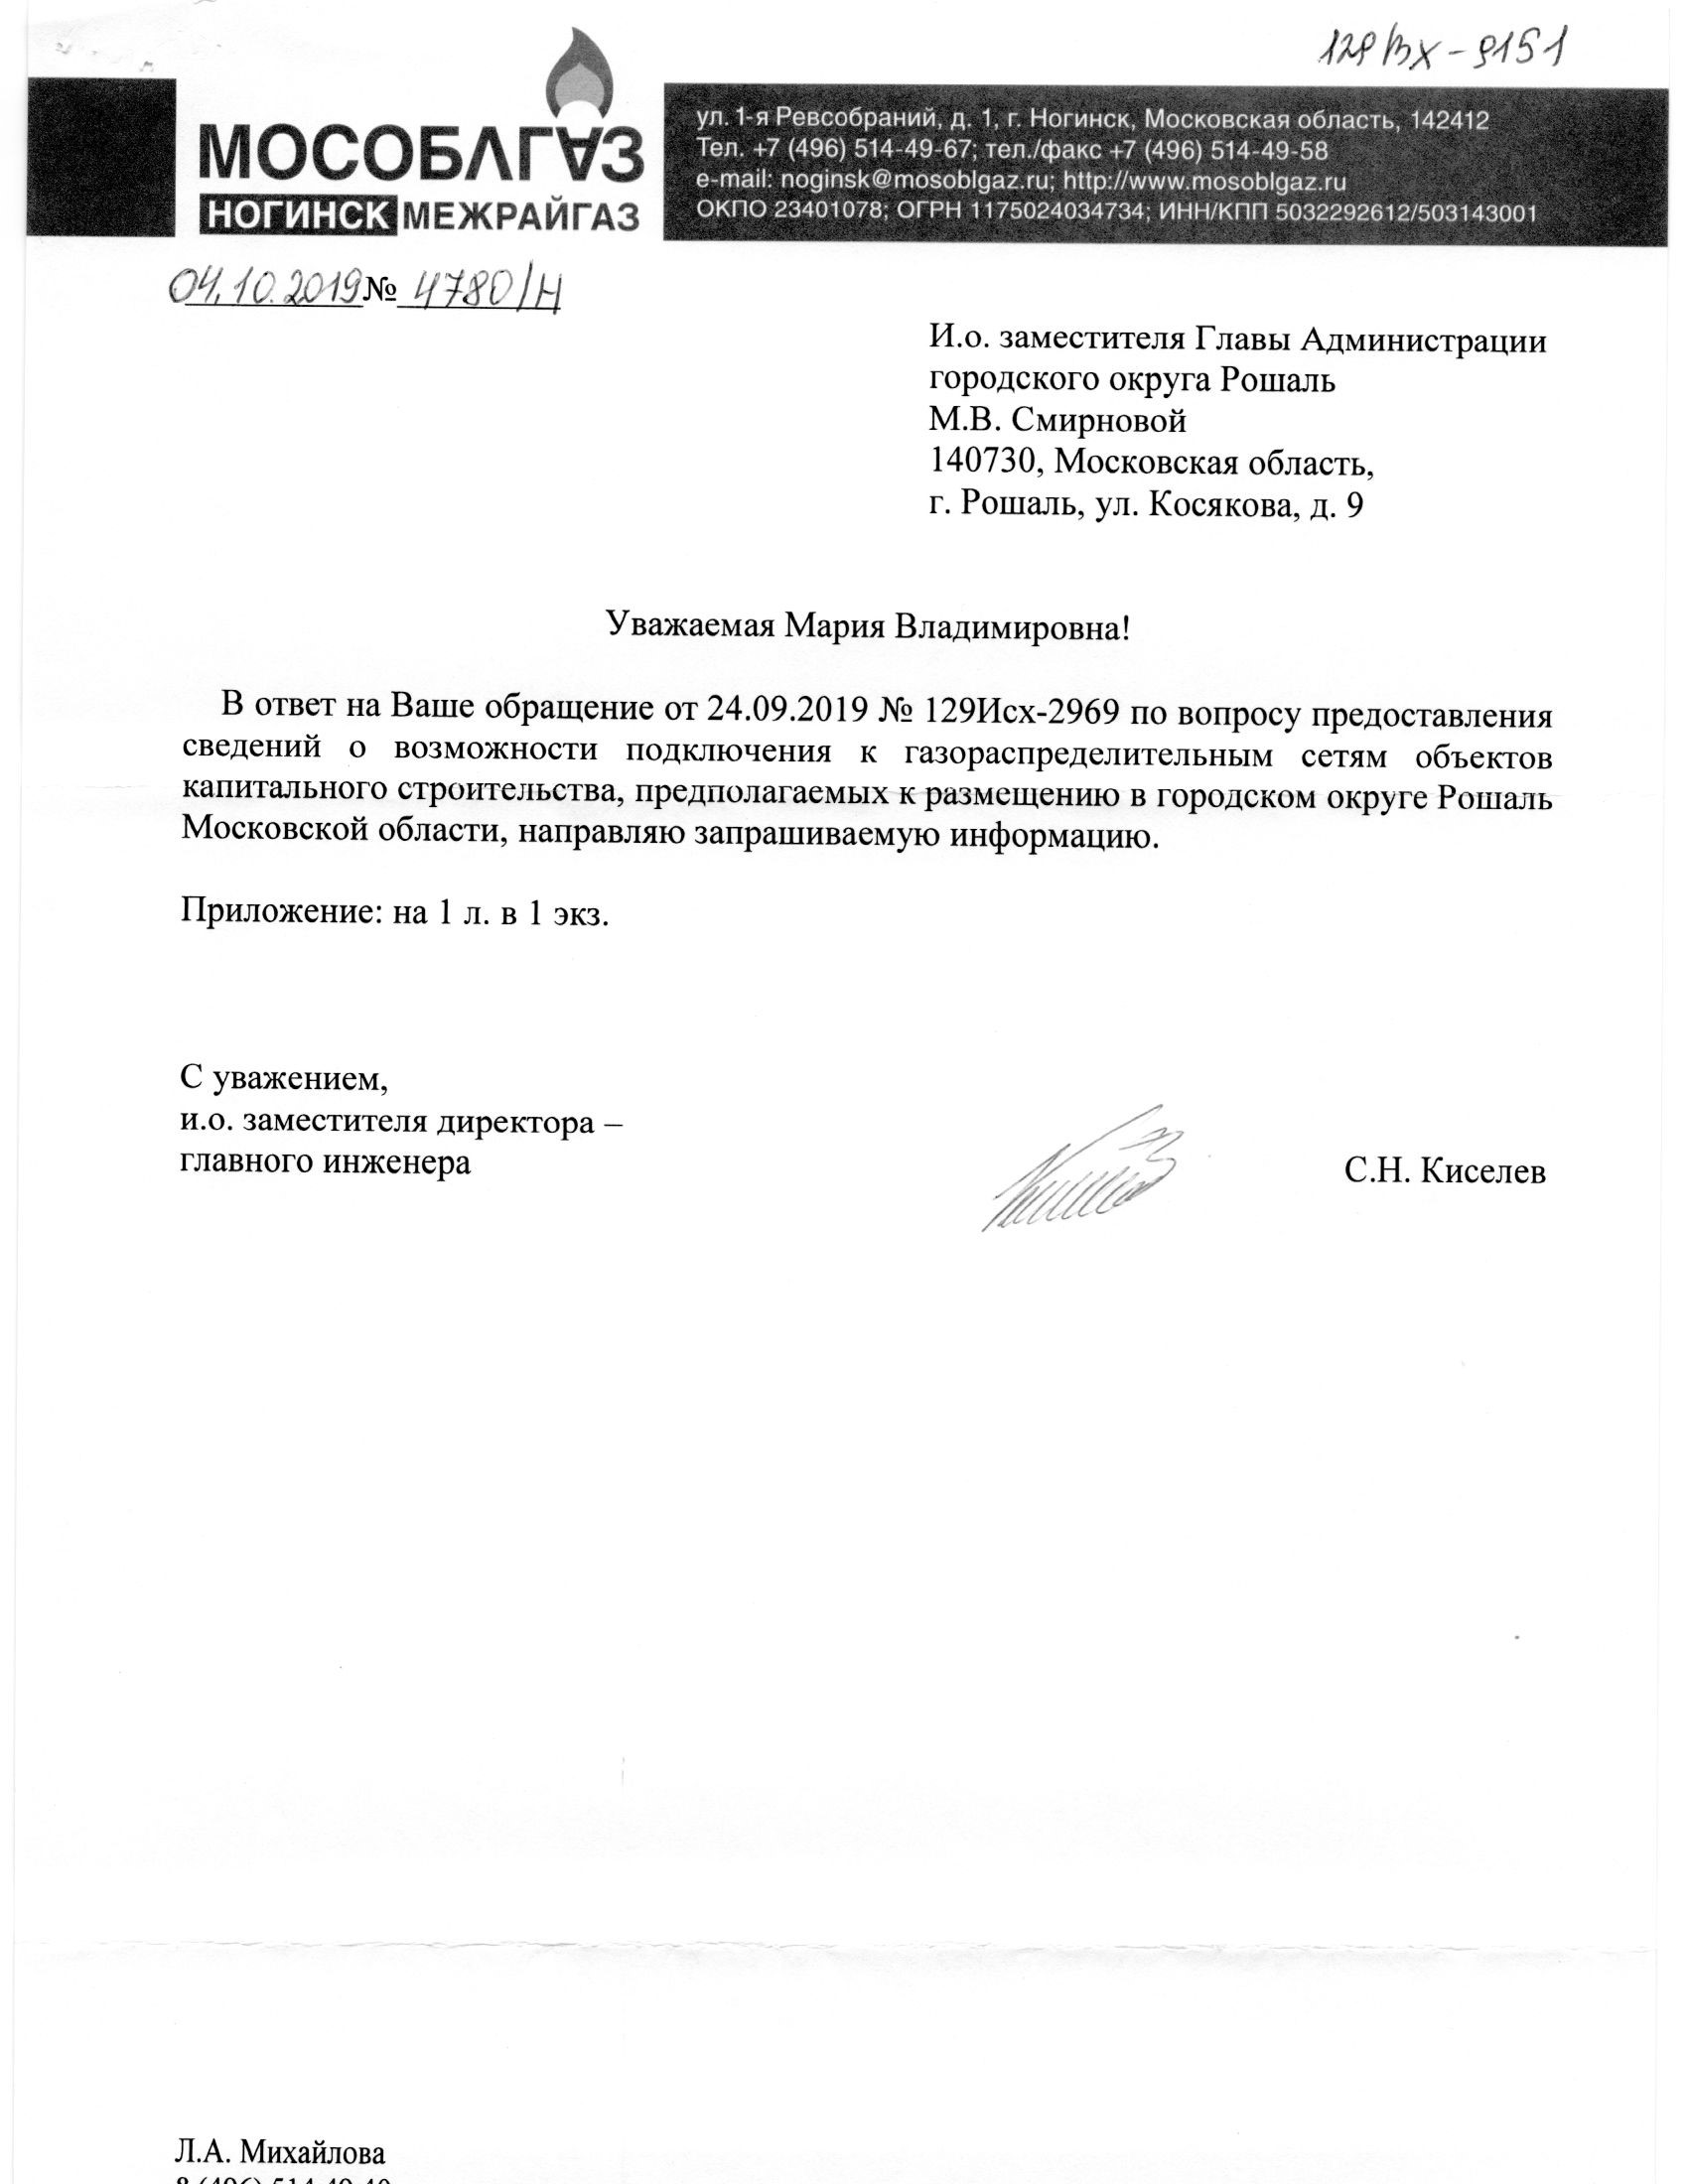 129Вх-9151
МОСОБЛГАЗ
НОГИНСК МЕЖРАЙГАЗ
ул. 1-я Ревсобраний, д. 1, г. Ногинск, Московская область, 142412
Тел. +7 (496) 514-49-67; тел./факс +7 (496) 514-49-58
e-mail: noginsk@mosoblgaz.ru; http://www.mosoblgaz.ru
ОКПО 23401078; ОГРН 1175024034734; ИНН/КПП 5032292612/503143001
04.10.2019 № 4780/Н
И.о. заместителя Главы Администрации
городского округа Рошаль
М.В. Смирновой
140730, Московская область,
г. Рошаль, ул. Косякова, д. 9
Уважаемая Мария Владимировна!
В ответ на Ваше обращение от 24.09.2019 № 129Исх-2969 по вопросу предоставления
сведений о возможности подключения к газораспределительным сетям объектов
капитального строительства, предполагаемых к размещению в городском округе Рошаль
Московской области, направляю запрашиваемую информацию.
Приложение: на 1 л. в 1 экз.
С уважением,
и.о. заместителя директора –
главного инженера
С.Н. Киселев
Л.А. Михайлова